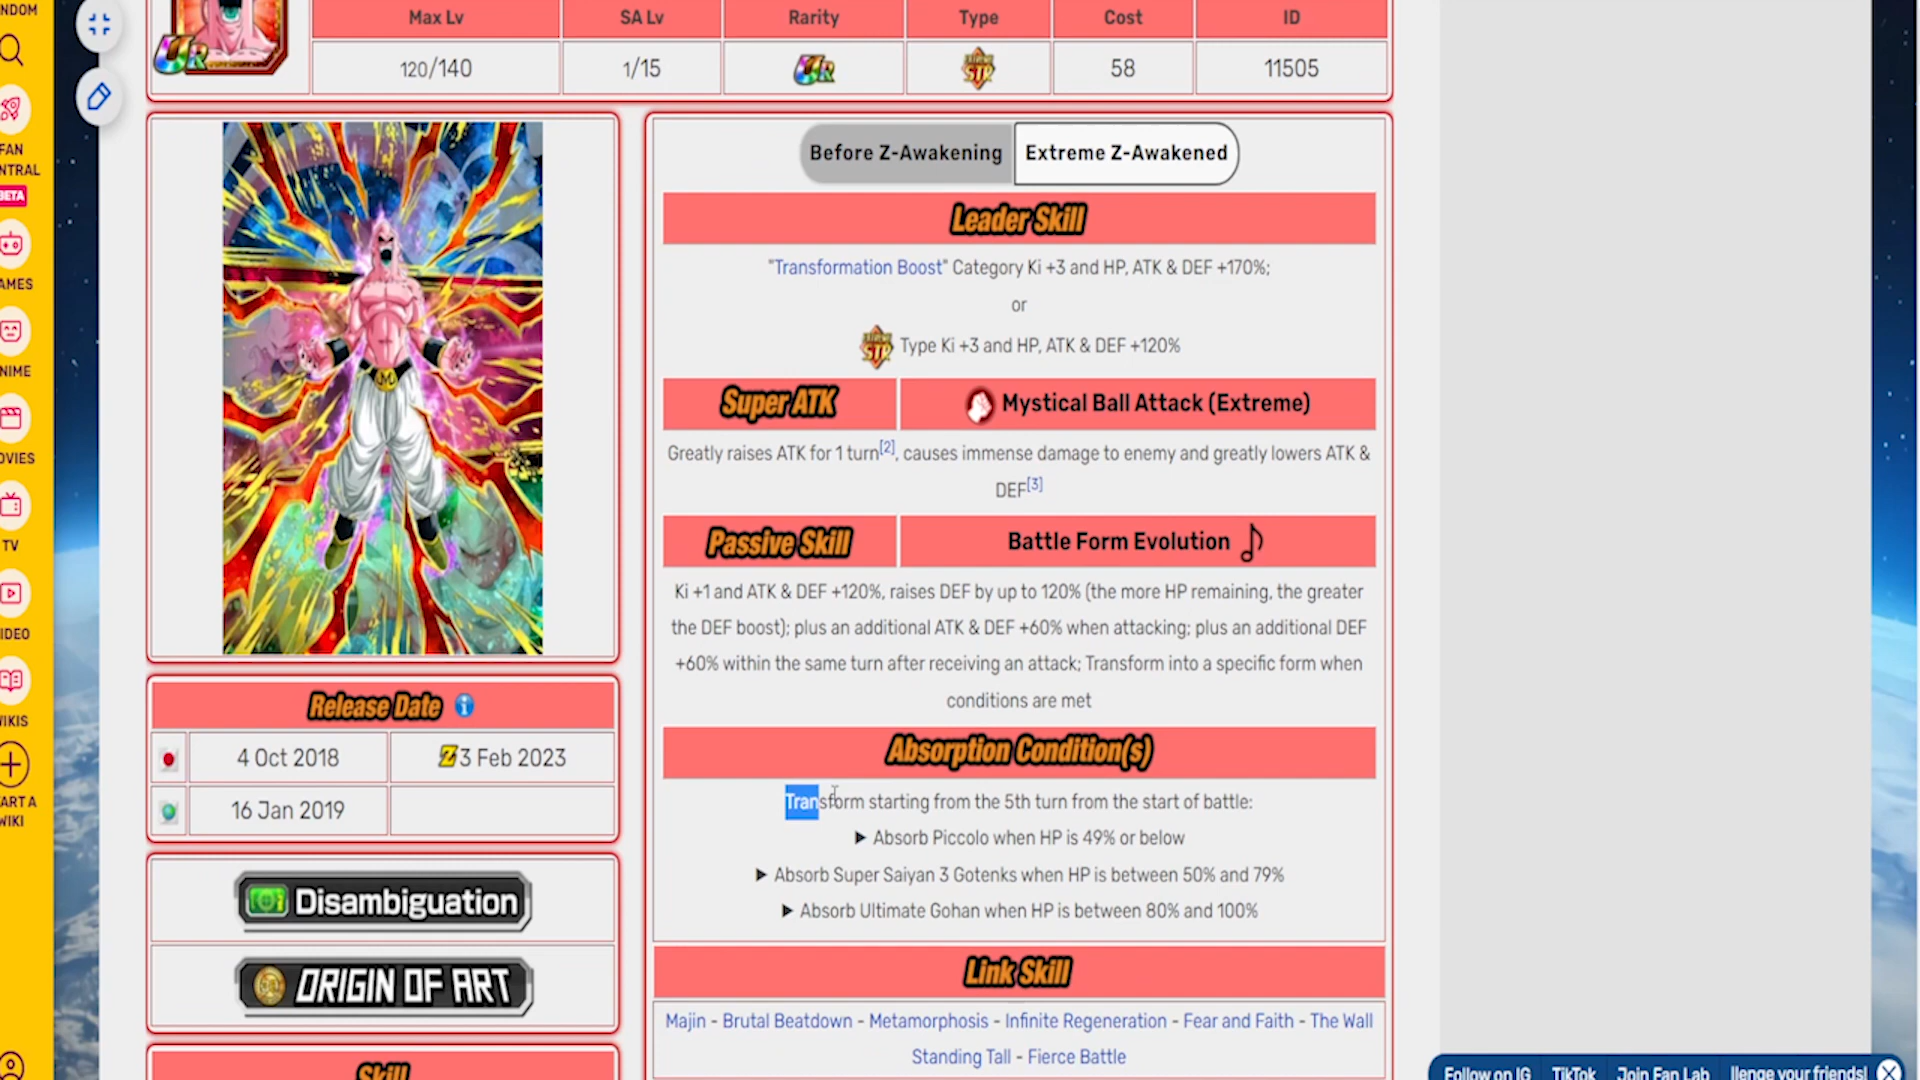 NDOM
FAN
NTRAL
BETA
AMES
NIME
OVIES
TV
IDEO
WIKIS
ART A
WIKI
Max Lv
SA Lv
Rarity
Type
Cost
ID
UR
120/140
1/15
UR
EXTREME STR
58
11505
Before Z-Awakening
Extreme Z-Awakened
Leader Skill
"Transformation Boost" Category Ki +3 and HP, ATK & DEF +170%;
or
EXTREME STR Type Ki +3 and HP, ATK & DEF +120%
Super ATK
Mystical Ball Attack (Extreme)
Greatly raises ATK for 1 turn[2], causes immense damage to enemy and greatly lowers ATK &
DEF[3]
Passive Skill
Battle Form Evolution
Ki +1 and ATK & DEF +120%, raises DEF by up to 120% (the more HP remaining, the greater
the DEF boost); plus an additional ATK & DEF +60% when attacking; plus an additional DEF
+60% within the same turn after receiving an attack; Transform into a specific form when
conditions are met
Absorption Condition(s)
Transform starting from the 5th turn from the start of battle:
▶ Absorb Piccolo when HP is 49% or below
▶ Absorb Super Saiyan 3 Gotenks when HP is between 50% and 79%
▶ Absorb Ultimate Gohan when HP is between 80% and 100%
Link Skill
Majin - Brutal Beatdown - Metamorphosis - Infinite Regeneration - Fear and Faith - The Wall
Standing Tall - Fierce Battle
Release Date
4 Oct 2018
Z 3 Feb 2023
16 Jan 2019
Disambiguation
ORIGIN OF ART
Skill
Follow on IG
TikTok
Join Fan Lab
llenge your friends!